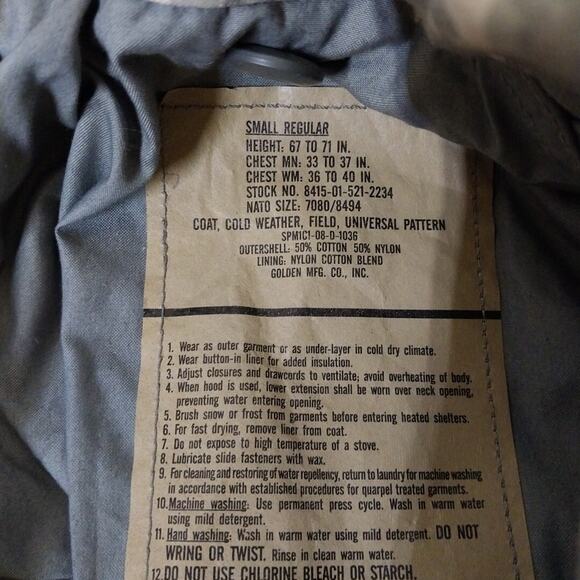 SMALL REGULAR
HEIGHT: 67 TO 71 IN.
CHEST MN: 33 TO 37 IN.
CHEST WM: 36 TO 40 IN.
STOCK NO. 8415-01-521-2234
NATO SIZE: 7080/8494
COAT, COLD WEATHER, FIELD, UNIVERSAL PATTERN
SPM1C1-08-D-1036
OUTERSHELL: 50% COTTON 50% NYLON
LINING: NYLON COTTON BLEND
GOLDEN MFG. CO., INC.
1. Wear as outer garment or as under-layer in cold dry climate.
2. Wear button-in liner for added insulation.
3. Adjust closures and drawcords to ventilate; avoid overheating of body.
4. When hood is used, lower extension shall be worn over neck opening,
preventing water entering opening.
5. Brush snow or frost from garments before entering heated shelters.
6. For fast drying, remove liner from coat.
7. Do not expose to high temperature of a stove.
8. Lubricate slide fasteners with wax.
9. For cleaning and restoring of water repellency, return to laundry for machine washing
in accordance with established procedures for quarpel treated garments.
10. Machine washing: Use permanent press cycle. Wash in warm water
using mild detergent.
11. Hand washing: Wash in warm water using mild detergent. DO NOT
WRING OR TWIST. Rinse in clean warm water.
12. DO NOT USE CHLORINE BLEACH OR STARCH.